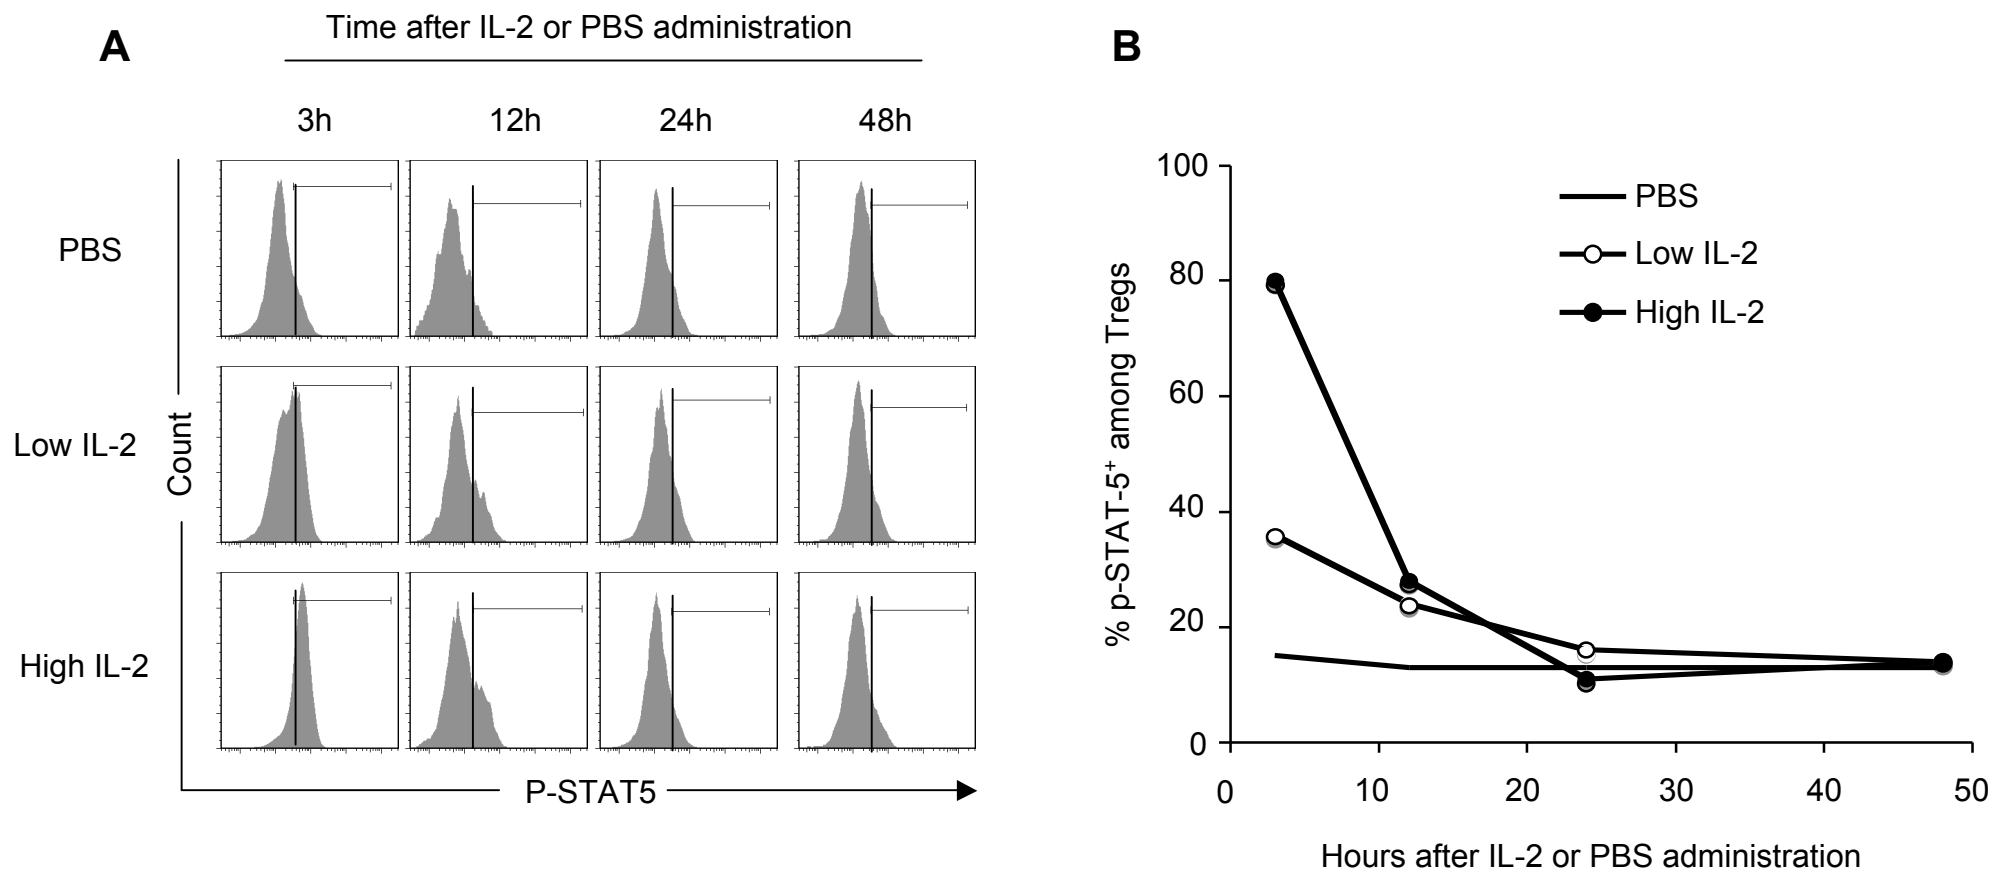 A
Time after IL-2 or PBS administration
3h 12h 24h 48h
PBS
Low IL-2
High IL-2
Count
P-STAT5
B
100
80
60
40
20
0
% p-STAT-5⁺ among Tregs
PBS
Low IL-2
High IL-2
0 10 20 30 40 50
Hours after IL-2 or PBS administration